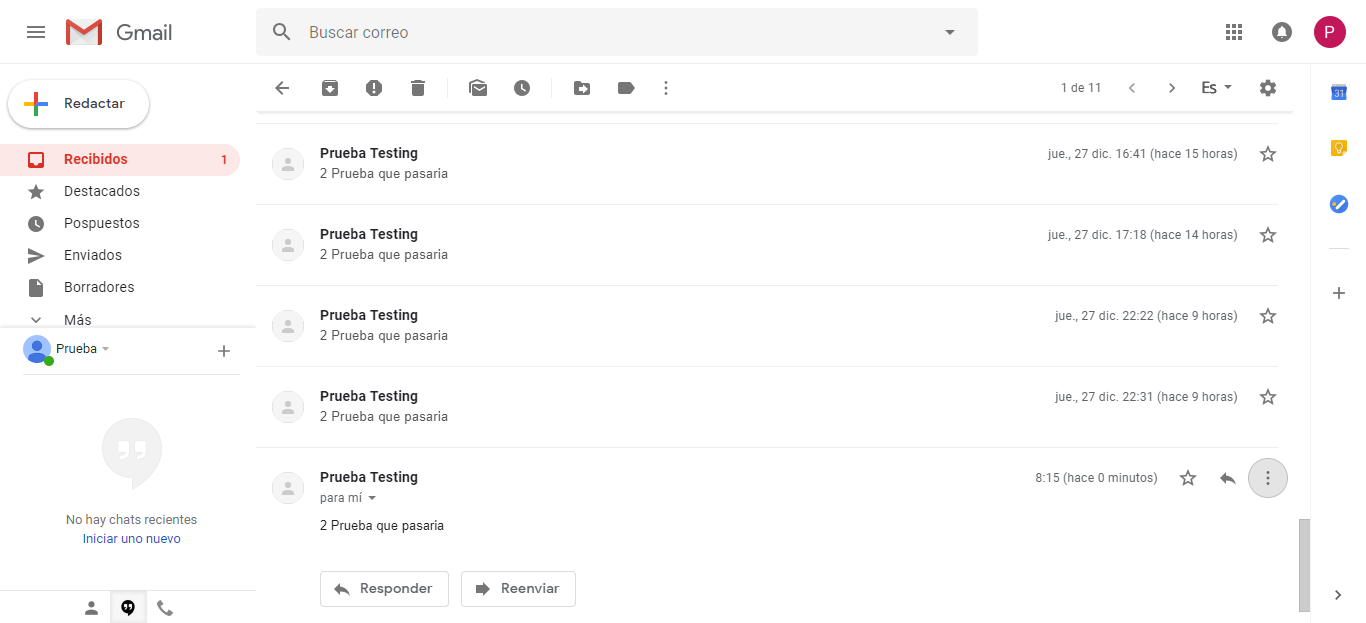 Gmail
Buscar correo
P
Redactar
1 de 11
Es
31
Recibidos 1
Destacados
Pospuestos
Enviados
Borradores
Más
Prueba
No hay chats recientes
Iniciar uno nuevo
Prueba Testing jue., 27 dic. 16:41 (hace 15 horas)
2 Prueba que pasaria
Prueba Testing jue., 27 dic. 17:18 (hace 14 horas)
2 Prueba que pasaria
Prueba Testing jue., 27 dic. 22:22 (hace 9 horas)
2 Prueba que pasaria
Prueba Testing jue., 27 dic. 22:31 (hace 9 horas)
2 Prueba que pasaria
Prueba Testing 8:15 (hace 0 minutos)
para mí
2 Prueba que pasaria
Responder Reenviar